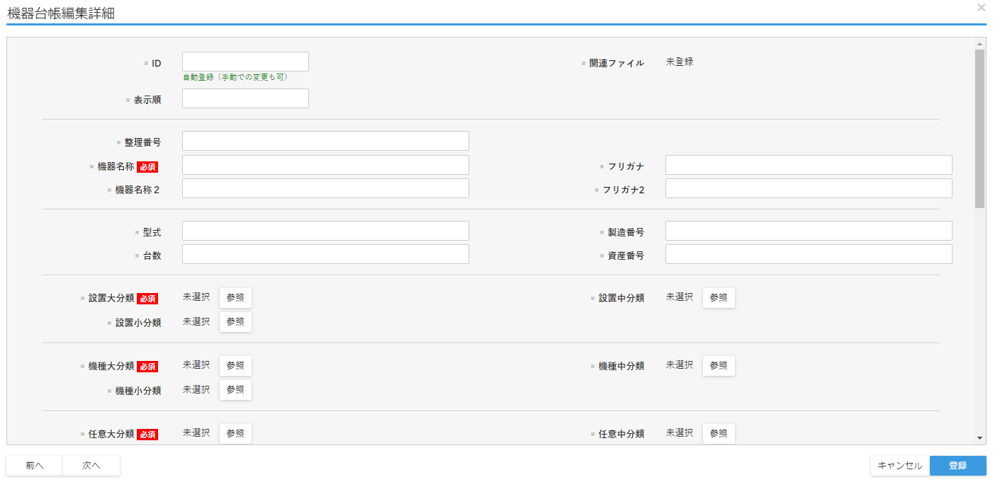 機器台帳編集詳細
×
ID
関連ファイル 未登録
自動登録（手動での変更も可）
表示順
整理番号
機器名称 必須 フリガナ
機器名称２ フリガナ2
型式 製造番号
台数 資産番号
設置大分類 必須 未選択 参照 設置中分類 未選択 参照
設置小分類 未選択 参照
機種大分類 必須 未選択 参照 機種中分類 未選択 参照
機種小分類 未選択 参照
任意大分類 必須 未選択 参照 任意中分類 未選択 参照
前へ 次へ キャンセル 登録